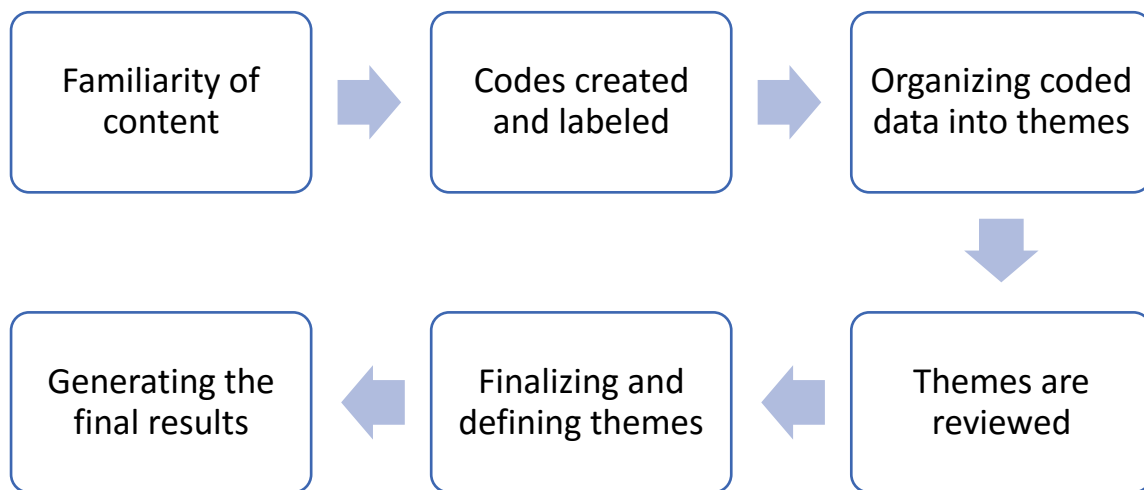 Familiarity of
content
Codes created
and labeled
Organizing coded
data into themes
Themes are
reviewed
Finalizing and
defining themes
Generating the
final results